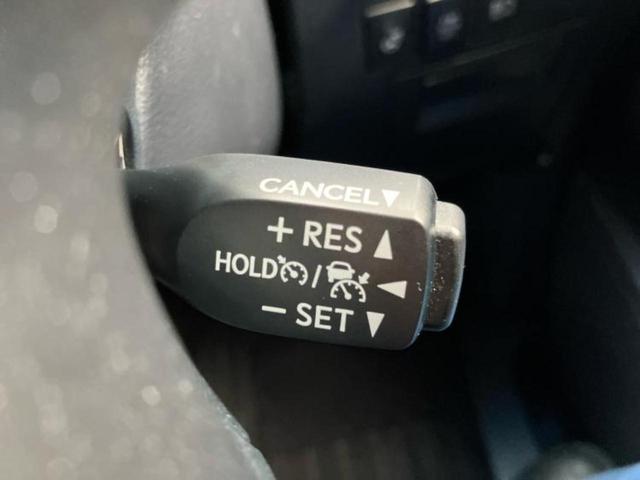 CANCEL▼
+ RES ▲
HOLD / ◀
− SET ▼